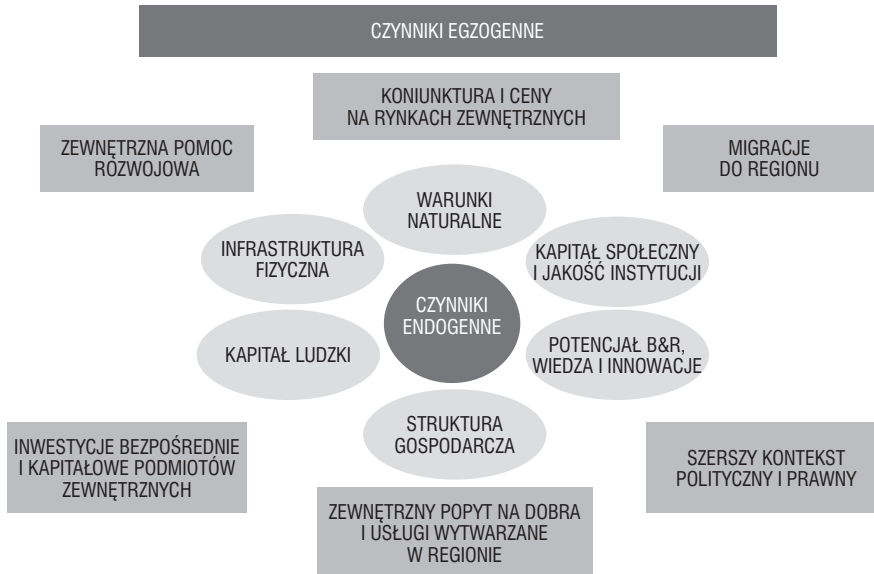 CZYNNIKI EGZOGENNE
KONIUNKTURA I CENY
NA RYNKACH ZEWNĘTRZNYCH
ZEWNĘTRZNA POMOC
ROZWOJOWA
MIGRACJE
DO REGIONU
WARUNKI
NATURALNE
INFRASTRUKTURA
FIZYCZNA
KAPITAŁ SPOŁECZNY
I JAKOŚĆ INSTYTUCJI
CZYNNIKI
ENDOGENNE
KAPITAŁ LUDZKI
POTENCJAŁ B&R,
WIEDZA I INNOWACJE
STRUKTURA
GOSPODARCZA
INWESTYCJE BEZPOŚREDNIE
I KAPITAŁOWE PODMIOTÓW
ZEWNĘTRZNYCH
SZERSZY KONTEKST
POLITYCZNY I PRAWNY
ZEWNĘTRZNY POPYT NA DOBRA
I USŁUGI WYTWARZANE
W REGIONIE